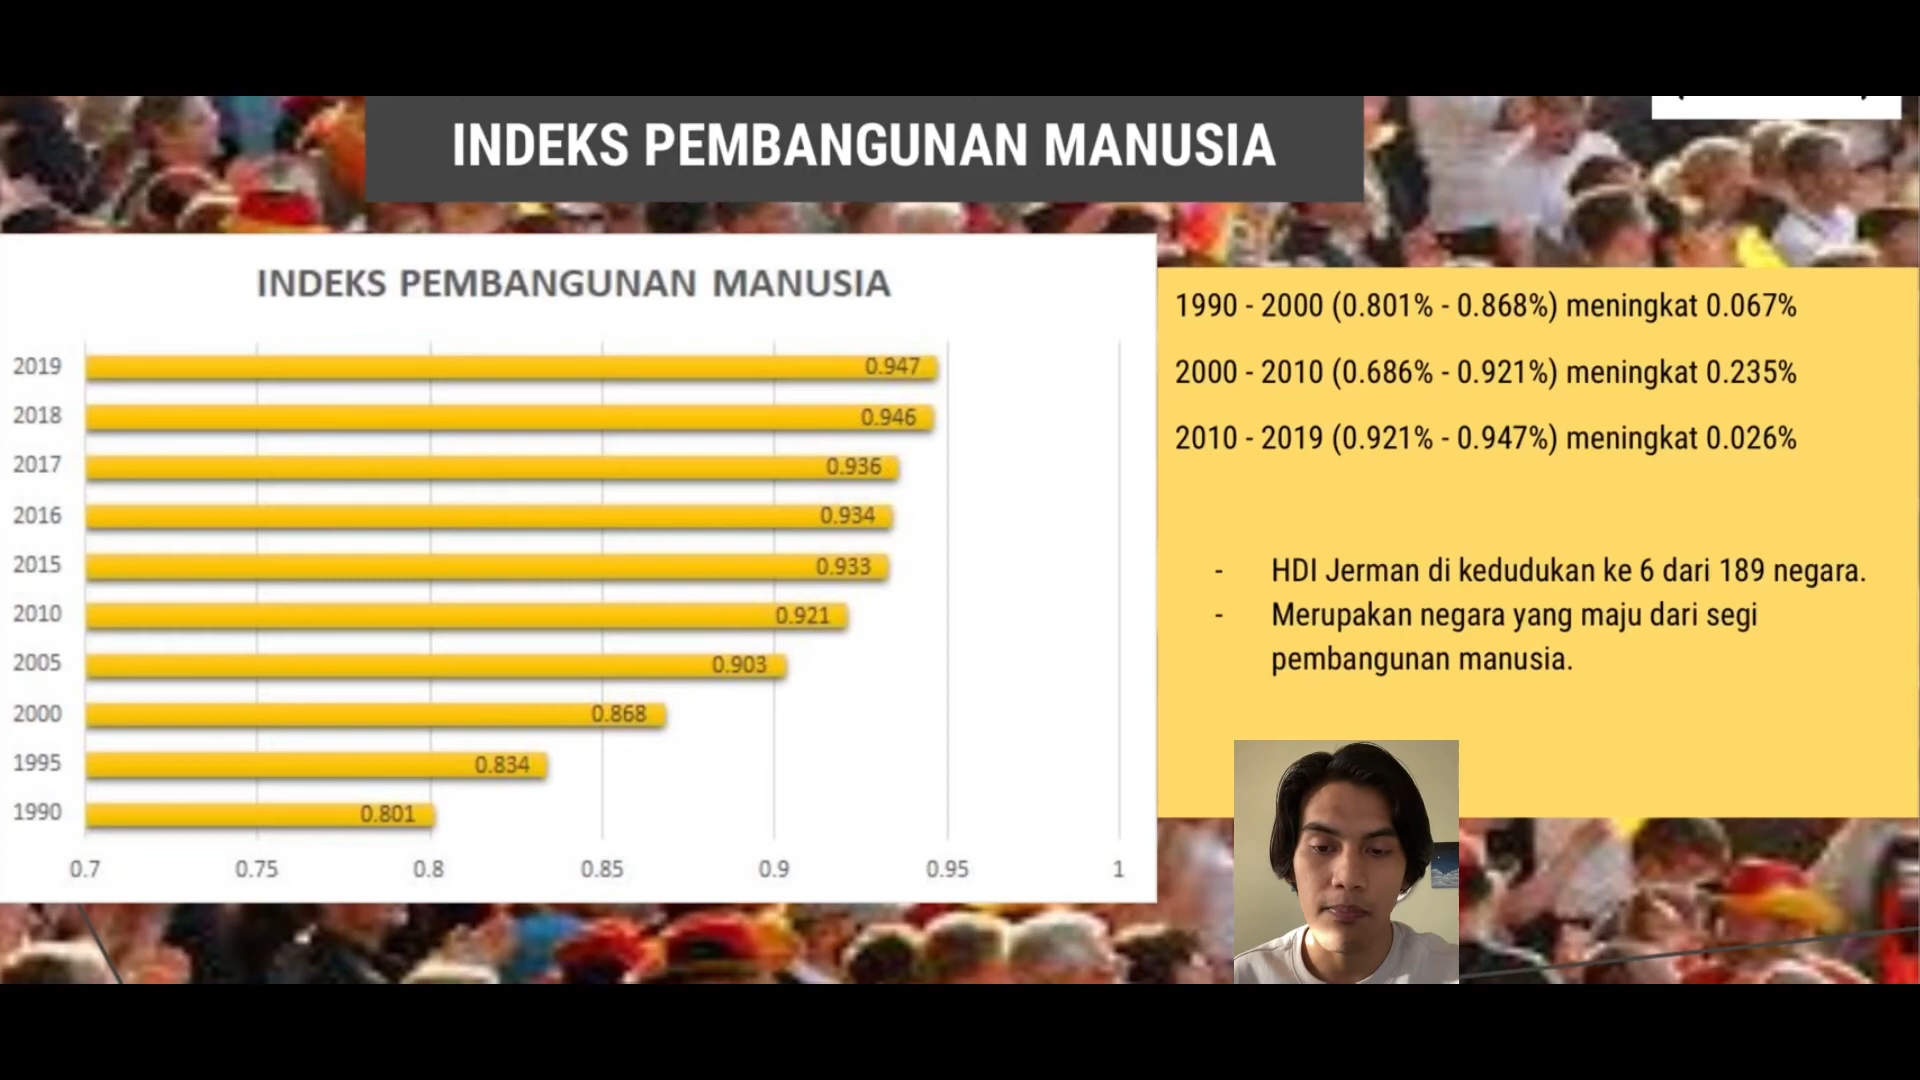 INDEKS PEMBANGUNAN MANUSIA
INDEKS PEMBANGUNAN MANUSIA
2019 0.947
2018 0.946
2017 0.936
2016 0.934
2015 0.933
2010 0.921
2005 0.903
2000 0.868
1995 0.834
1990 0.801
0.7 0.75 0.8 0.85 0.9 0.95 1
1990 - 2000 (0.801% - 0.868%) meningkat 0.067%
2000 - 2010 (0.686% - 0.921%) meningkat 0.235%
2010 - 2019 (0.921% - 0.947%) meningkat 0.026%
- HDI Jerman di kedudukan ke 6 dari 189 negara.
- Merupakan negara yang maju dari segi
pembangunan manusia.